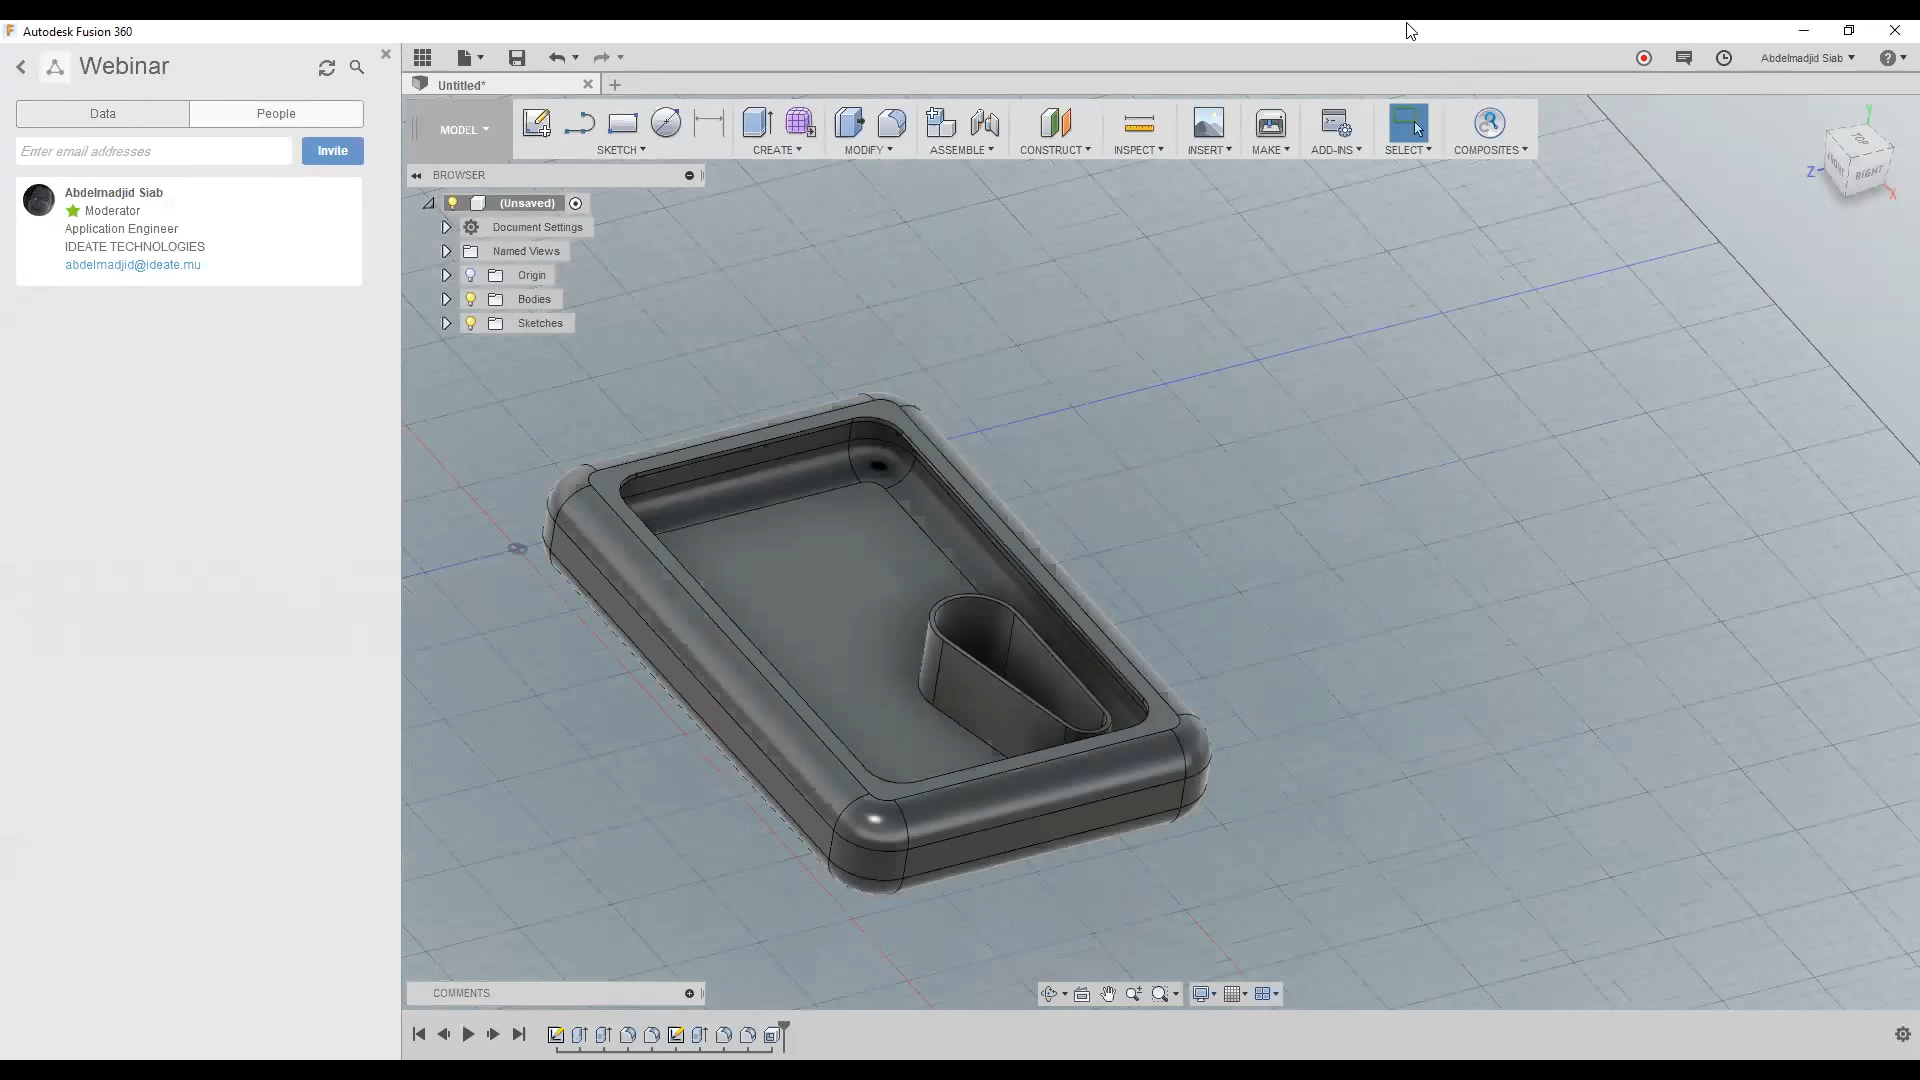 Autodesk Fusion 360
Webinar
Data
People
Enter email addresses
Invite
Abdelmadjid Siab
Moderator
Application Engineer
IDEATE TECHNOLOGIES
abdelmadjid@ideate.mu
Abdelmadjid Siab
Untitled*
MODEL
SKETCH
CREATE
MODIFY
ASSEMBLE
CONSTRUCT
INSPECT
INSERT
MAKE
ADD-INS
SELECT
COMPOSITES
BROWSER
(Unsaved)
Document Settings
Named Views
Origin
Bodies
Sketches
Y
TOP
RIGHT
Z
X
COMMENTS